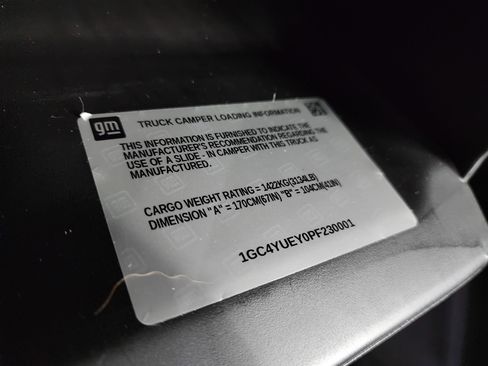 gm
TRUCK CAMPER LOADING INFORMATION
THIS INFORMATION IS FURNISHED TO INDICATE THE
MANUFACTURER'S RECOMMENDATION REGARDING THE
USE OF A SLIDE - IN CAMPER WITH THIS TRUCK AS
MANUFACTURED.
CARGO WEIGHT RATING = 1422KG(3134LB)
DIMENSION "A" = 170CM(67IN) "B" = 104CM(41IN)
1GC4YUEY0PF230001